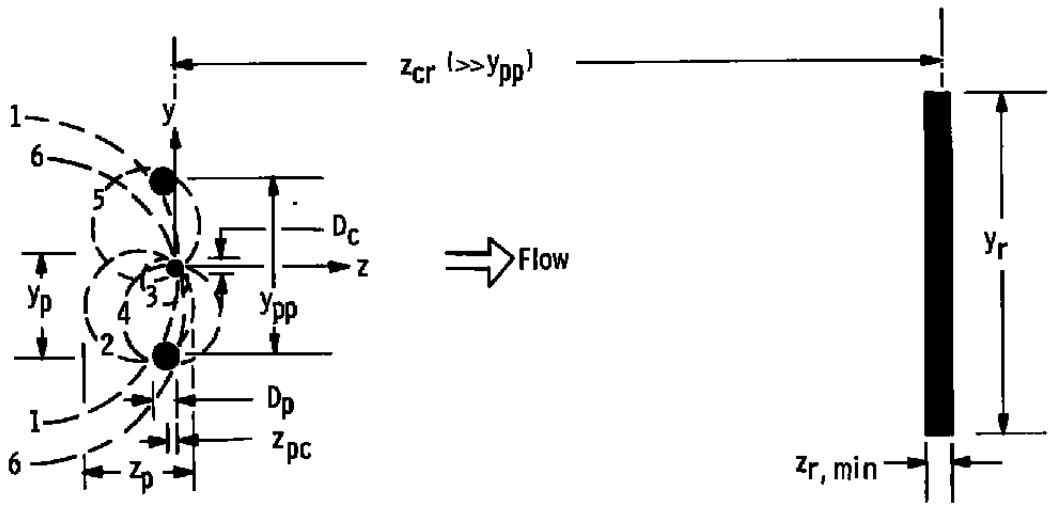 z_cr (>>y_pp)
y
1
6
5
D_c
z
Flow
y_r
y_p
3
4
y_pp
2
D_p
1
z_pc
6
z_p
z_r, min